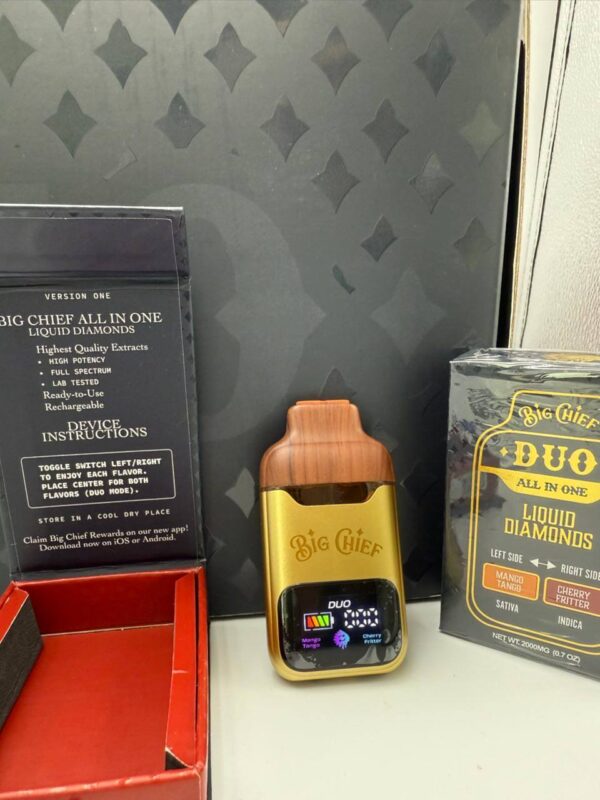 VERSION ONE
BIG CHIEF ALL IN ONE
LIQUID DIAMONDS
Highest Quality Extracts
• HIGH POTENCY
• FULL SPECTRUM
• LAB TESTED
Ready-to-Use
Rechargeable
DEVICE
INSTRUCTIONS
TOGGLE SWITCH LEFT/RIGHT
TO ENJOY EACH FLAVOR.
PLACE CENTER FOR BOTH
FLAVORS (DUO MODE).
STORE IN A COOL DRY PLACE
Claim Big Chief Rewards on our new app!
Download now on iOS or Android.
BIG CHIEF
DUO
000
Mango
Tango
Cherry
Fritter
BIG CHIEF
DUO
ALL IN ONE
LIQUID
DIAMONDS
LEFT SIDE
RIGHT SIDE
MANGO
TANGO
CHERRY
FRITTER
SATIVA
INDICA
NET WT. 2000MG (0.7 OZ)